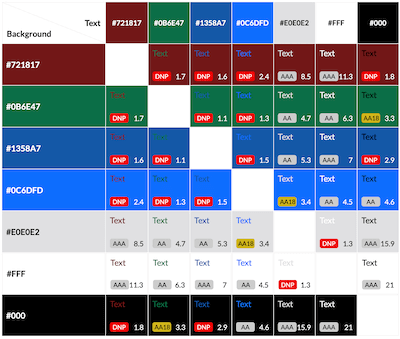 Text
Background
#721817 #0B6E47 #1358A7 #0C6DFD #E0E0E2 #FFF #000
#721817
Text Text Text Text Text Text
DNP 1.7 DNP 1.6 DNP 2.4 AAA 8.5 AAA 11.3 DNP 1.8
#0B6E47
Text Text Text Text Text Text
DNP 1.7 DNP 1.1 DNP 1.3 AA 4.7 AA 6.3 AA18 3.3
#1358A7
Text Text Text Text Text Text
DNP 1.6 DNP 1.1 DNP 1.5 AA 5.3 AAA 7 DNP 2.9
#0C6DFD
Text Text Text Text Text Text
DNP 2.4 DNP 1.3 DNP 1.5 AA18 3.4 AA 4.5 AA 4.6
#E0E0E2
Text Text Text Text Text Text
AAA 8.5 AA 4.7 AA 5.3 AA18 3.4 DNP 1.3 AAA 15.9
#FFF
Text Text Text Text Text Text
AAA 11.3 AA 6.3 AAA 7 AA 4.5 DNP 1.3 AAA 21
#000
Text Text Text Text Text Text
DNP 1.8 AA18 3.3 DNP 2.9 AA 4.6 AAA 15.9 AAA 21